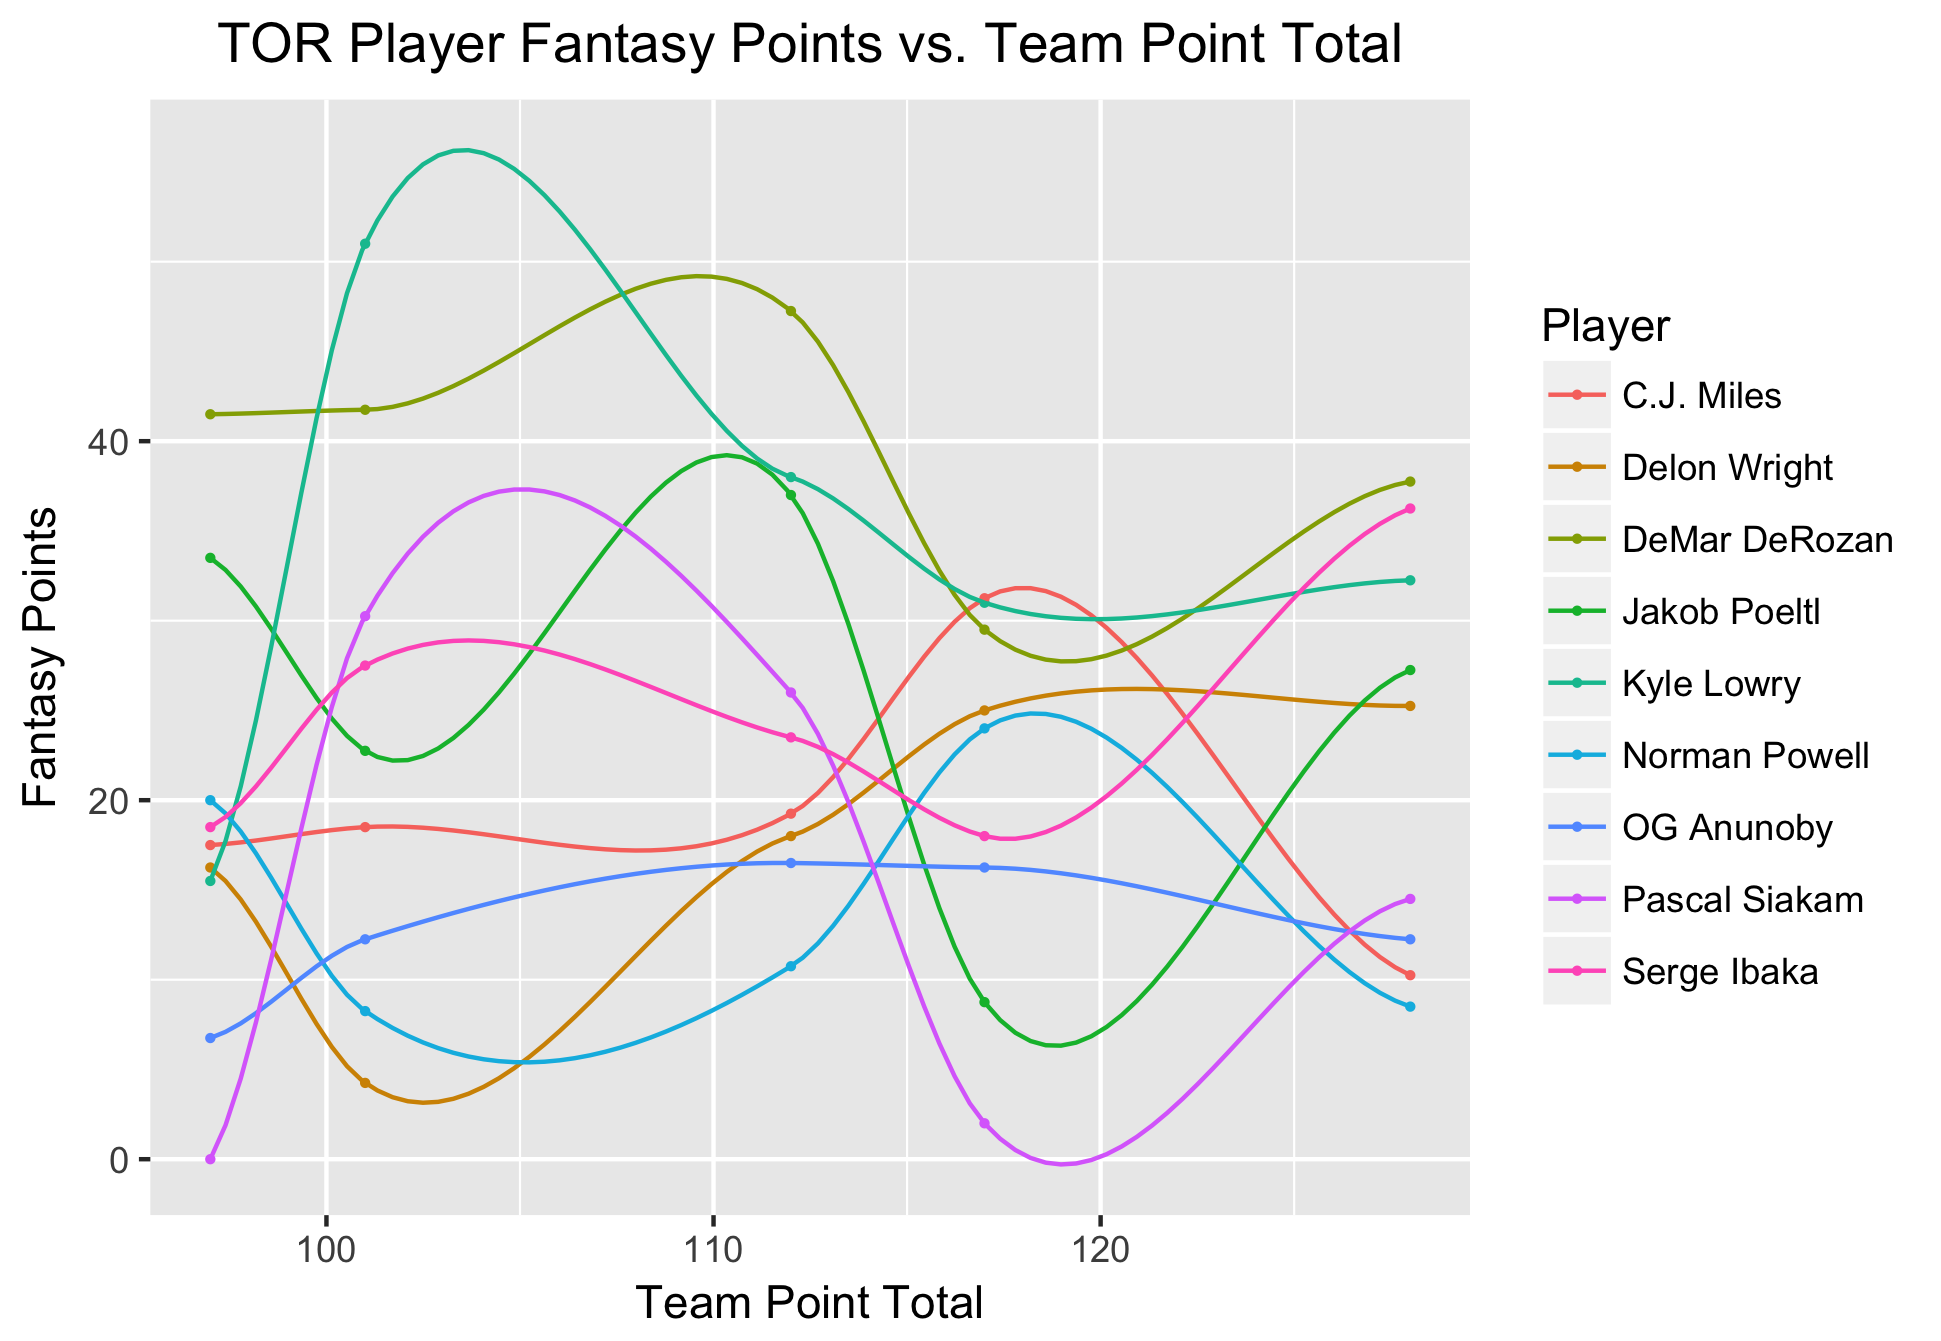 TOR Player Fantasy Points vs. Team Point Total
Fantasy Points
40
20
0
100
110
120
Team Point Total
Player
C.J. Miles
Delon Wright
DeMar DeRozan
Jakob Poeltl
Kyle Lowry
Norman Powell
OG Anunoby
Pascal Siakam
Serge Ibaka